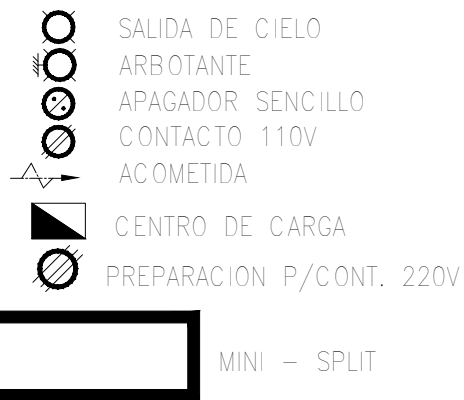 SALIDA DE CIELO
ARBOTANTE
APAGADOR SENCILLO
CONTACTO 110V
ACOMETIDA
CENTRO DE CARGA
PREPARACION P/CONT. 220V
MINI - SPLIT